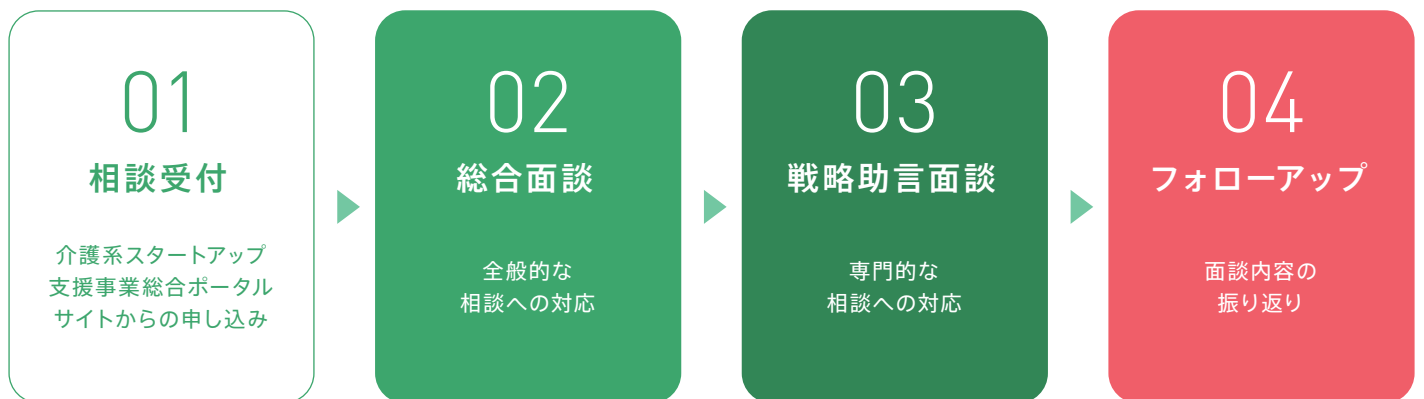 01
相談受付
介護系スタートアップ
支援事業総合ポータル
サイトからの申し込み
02
総合面談
全般的な
相談への対応
03
戦略助言面談
専門的な
相談への対応
04
フォローアップ
面談内容の
振り返り